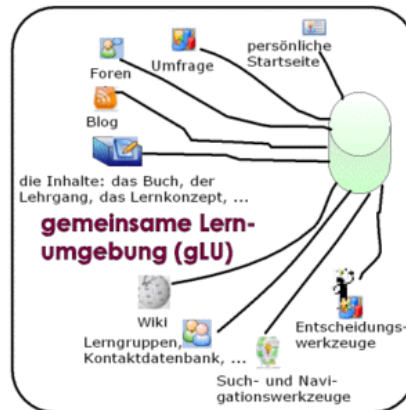 persönliche
Startseite
Umfrage
Foren
Blog
die Inhalte: das Buch, der
Lehrgang, das Lernkonzept, ...
gemeinsame Lern-
umgebung (gLU)
Wiki
Lerngruppen,
Kontaktdatenbank, ...
Entscheidungs-
werkzeuge
Such- und Navi-
gationswerkzeuge